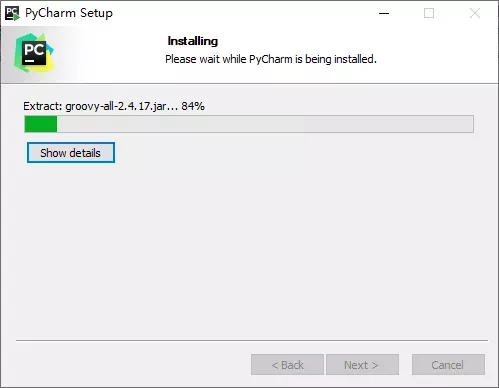 PyCharm Setup
PC
Installing
Please wait while PyCharm is being installed.
Extract: groovy-all-2.4.17.jar... 84%
Show details
< Back
Next >
Cancel